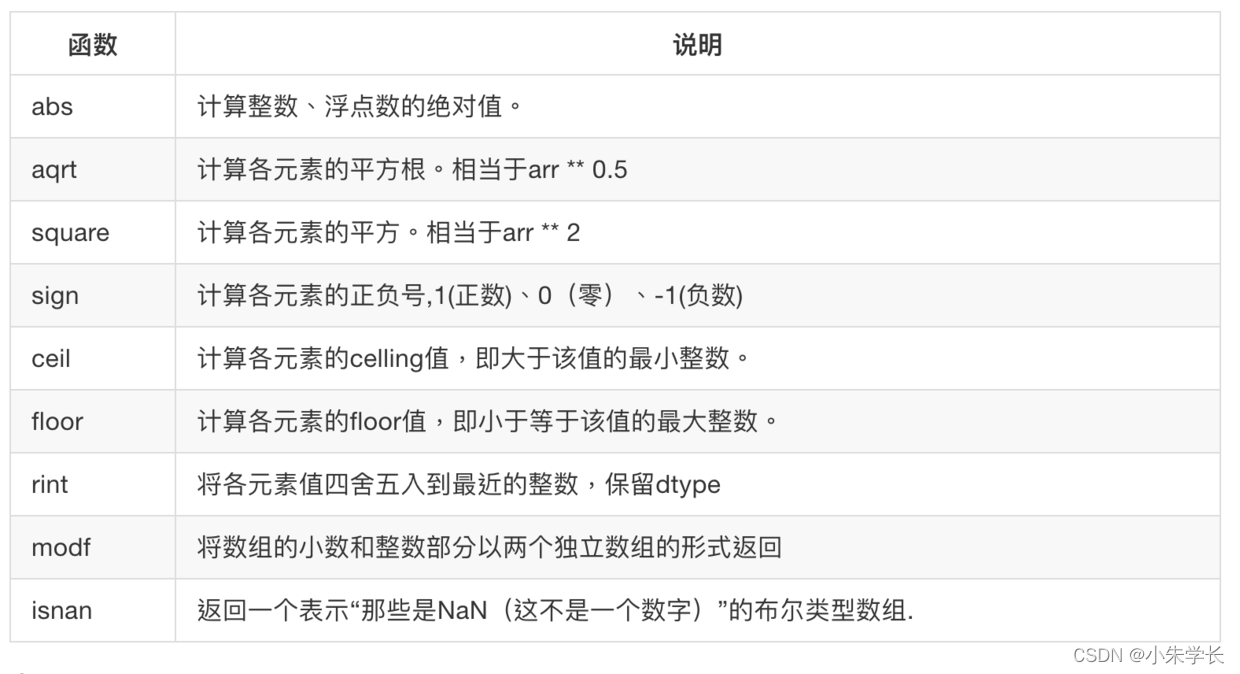 函数 说明
abs 计算整数、浮点数的绝对值。
aqrt 计算各元素的平方根。相当于arr ** 0.5
square 计算各元素的平方。相当于arr ** 2
sign 计算各元素的正负号,1(正数)、0（零）、-1(负数)
ceil 计算各元素的celling值，即大于该值的最小整数。
floor 计算各元素的floor值，即小于等于该值的最大整数。
rint 将各元素值四舍五入到最近的整数，保留dtype
modf 将数组的小数和整数部分以两个独立数组的形式返回
isnan 返回一个表示“那些是NaN（这不是一个数字）”的布尔类型数组.
CSDN @小朱学长